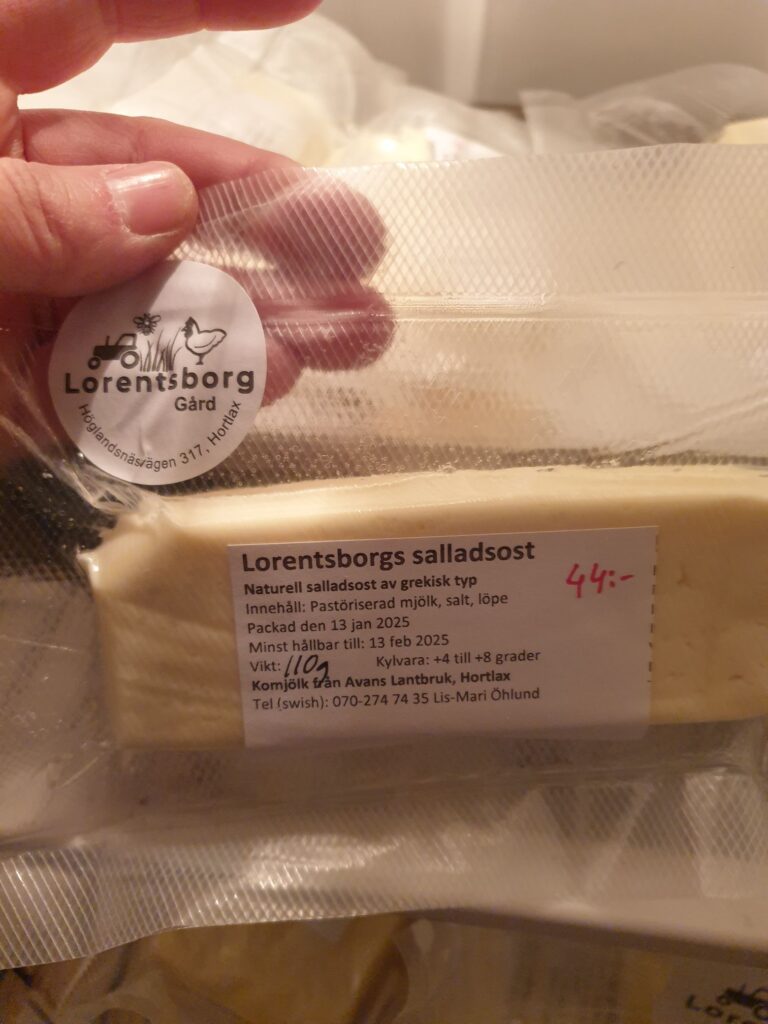 Lorentsborg
Gård
Höglandsnäsvägen 317, Hortlax
Lorentsborgs salladsost
Naturell salladsost av grekisk typ
44:-
Innehåll: Pastöriserad mjölk, salt, löpe
Packad den 13 jan 2025
Minst hållbar till: 13 feb 2025
Vikt: 110g Kylvara: +4 till +8 grader
Komjölk från Avans Lantbruk, Hortlax
Tel (swish): 070-274 74 35 Lis-Mari Öhlund